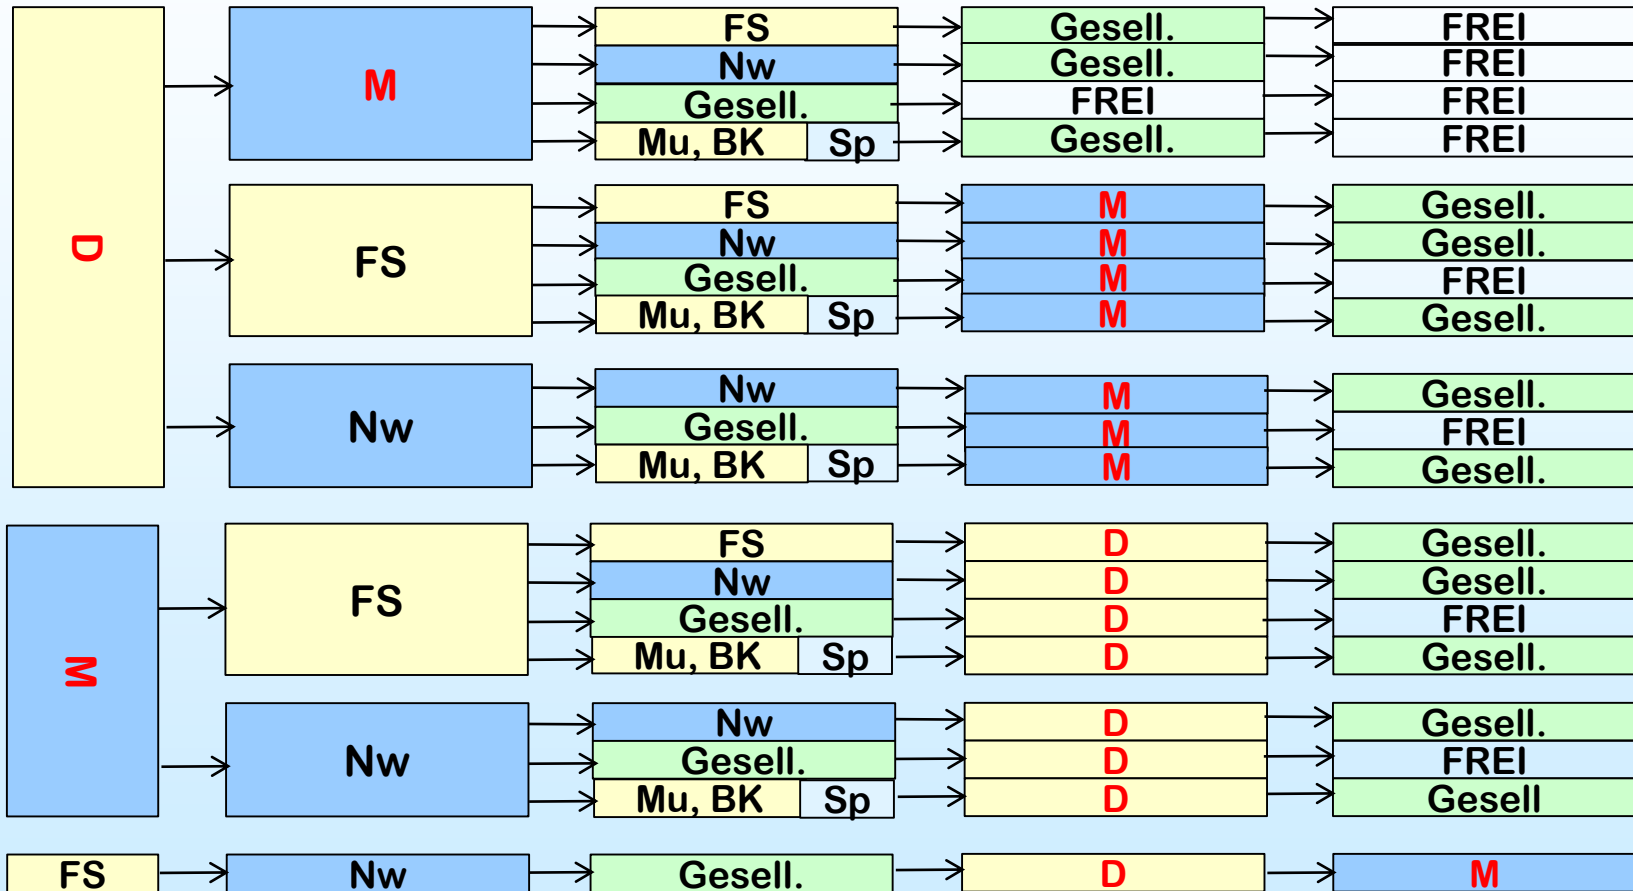 D
M
FS Gesell. FREI
Nw Gesell. FREI
Gesell. FREI FREI
Mu, BK Sp Gesell. FREI
FS
FS M Gesell.
Nw M Gesell.
Gesell. M FREI
Mu, BK Sp M Gesell.
Nw
Nw M Gesell.
Gesell. M FREI
Mu, BK Sp M Gesell.
M
FS
FS D Gesell.
Nw D Gesell.
Gesell. D FREI
Mu, BK Sp D Gesell.
Nw
Nw D Gesell.
Gesell. D FREI
Mu, BK Sp D Gesell
FS Nw Gesell. D M